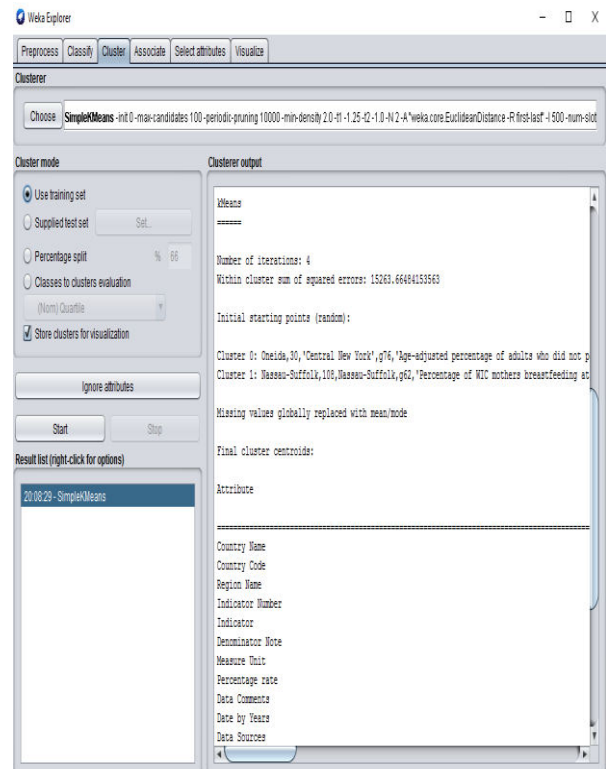 Weka Explorer
Preprocess Classify Cluster Associate Select attributes Visualize
Clusterer
Choose SimpleKMeans -init 0 -max-candidates 100 -periodic-pruning 10000 -min-density 2.0 -t1 -1.25 -t2 -1.0 -N 2 -A "weka.core.EuclideanDistance -R first-last" -I 500 -num-slot
Cluster mode
Use training set
Supplied test set Set...
Percentage split % 66
Classes to clusters evaluation
(Nom) Quartile
Store clusters for visualization
Ignore attributes
Start Stop
Result list (right-click for options)
20:08:29 - SimpleKMeans
Clusterer output
kMeans
======
Number of iterations: 4
Within cluster sum of squared errors: 15263.66484153563
Initial starting points (random):
Cluster 0: Oneida,30,'Central New York',g76,'Age-adjusted percentage of adults who did not p
Cluster 1: Nassau-Suffolk,108,Nassau-Suffolk,g62,'Percentage of WIC mothers breastfeeding at
Missing values globally replaced with mean/mode
Final cluster centroids:
Attribute
Country Name
Country Code
Region Name
Indicator Number
Indicator
Denominator Note
Measure Unit
Percentage rate
Data Comments
Date by Years
Data Sources